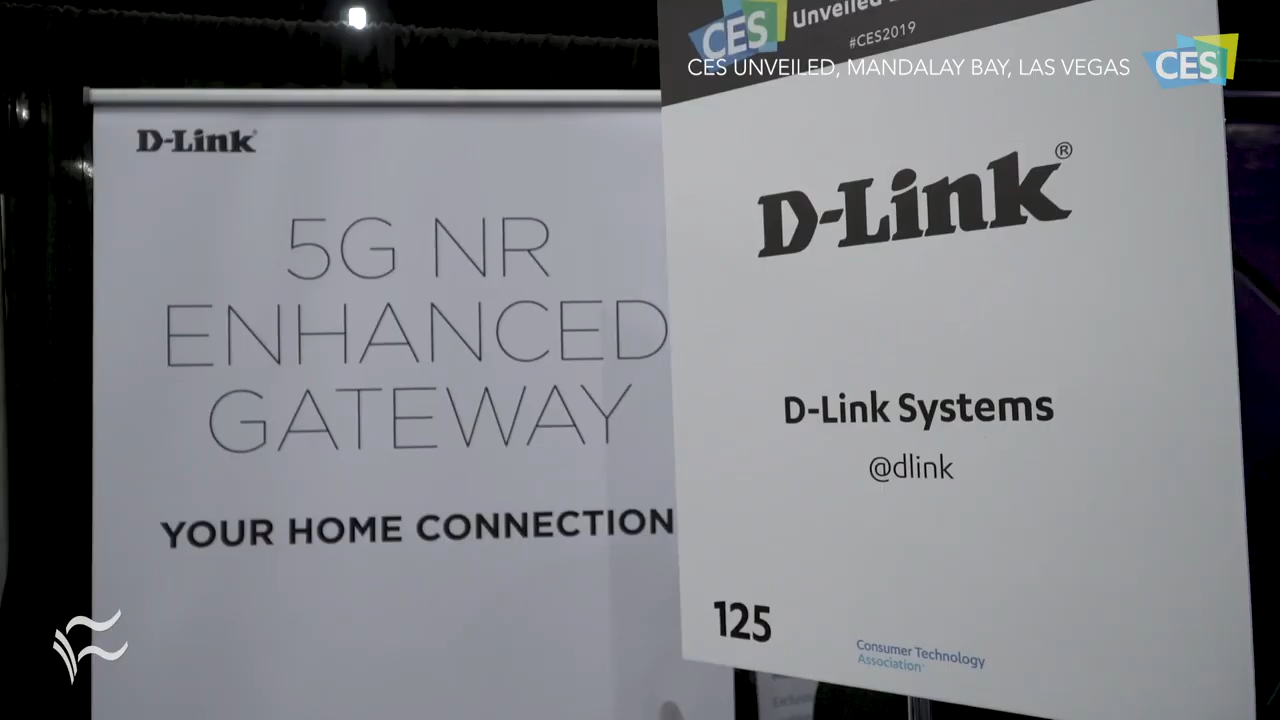 CES Unveiled
#CES2019
CES UNVEILED, MANDALAY BAY, LAS VEGAS
CES
D-Link
5G NR
ENHANCED
GATEWAY
YOUR HOME CONNECTION
D-Link®
D-Link Systems
@dlink
125
Consumer Technology
Association